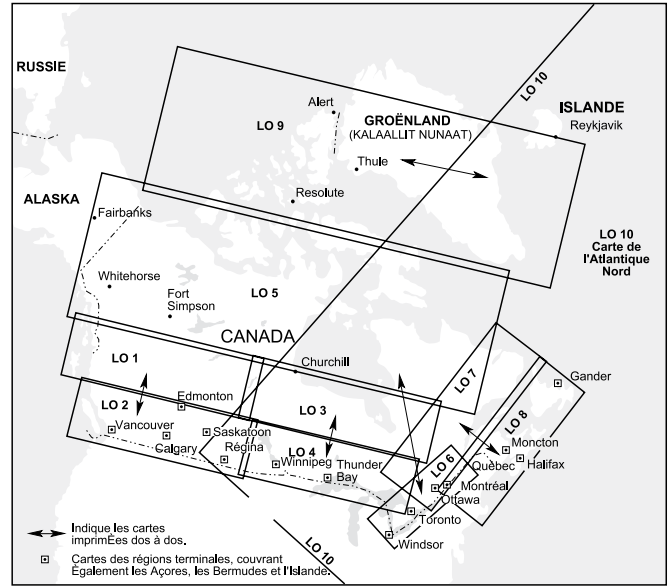 RUSSIE
LO 10
Alert
ISLANDE
Reykjavik
LO 9
GROËNLAND
(KALAALLIT NUNAAT)
Thule
ALASKA
Resolute
Fairbanks
LO 10
Carte de
l'Atlantique
Nord
Whitehorse
Fort
Simpson
LO 5
CANADA
LO 1
Churchill
LO 7
Gander
LO 2
Edmonton
LO 3
LO 8
Vancouver
Saskatoon
Calgary
Régina
LO 4
Winnipeg
Thunder
Bay
LO 6
Québec
Moncton
Halifax
Montréal
Ottawa
Toronto
Windsor
LO 10
Indique les cartes
imprimÈes dos à dos.
Cartes des régions terminales, couvrant
Également les Açores, les Bermudes et l'Islande.